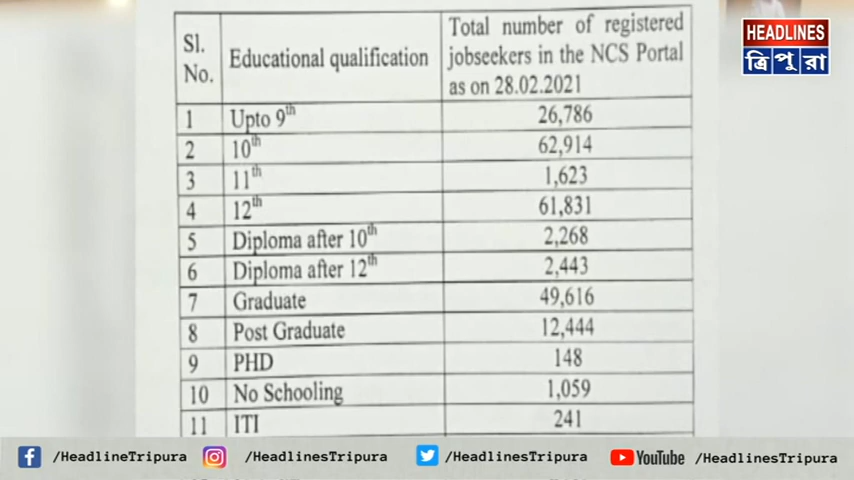 HEADLINES
ত্রিপুরা
Sl. No. Educational qualification Total number of registered jobseekers in the NCS Portal as on 28.02.2021
1 Upto 9th 26,786
2 10th 62,914
3 11th 1,623
4 12th 61,831
5 Diploma after 10th 2,268
6 Diploma after 12th 2,443
7 Graduate 49,616
8 Post Graduate 12,444
9 PHD 148
10 No Schooling 1,059
11 ITI 241
/HeadlineTripura /HeadlinesTripura /HeadlinesTripura YouTube /HeadlinesTripura